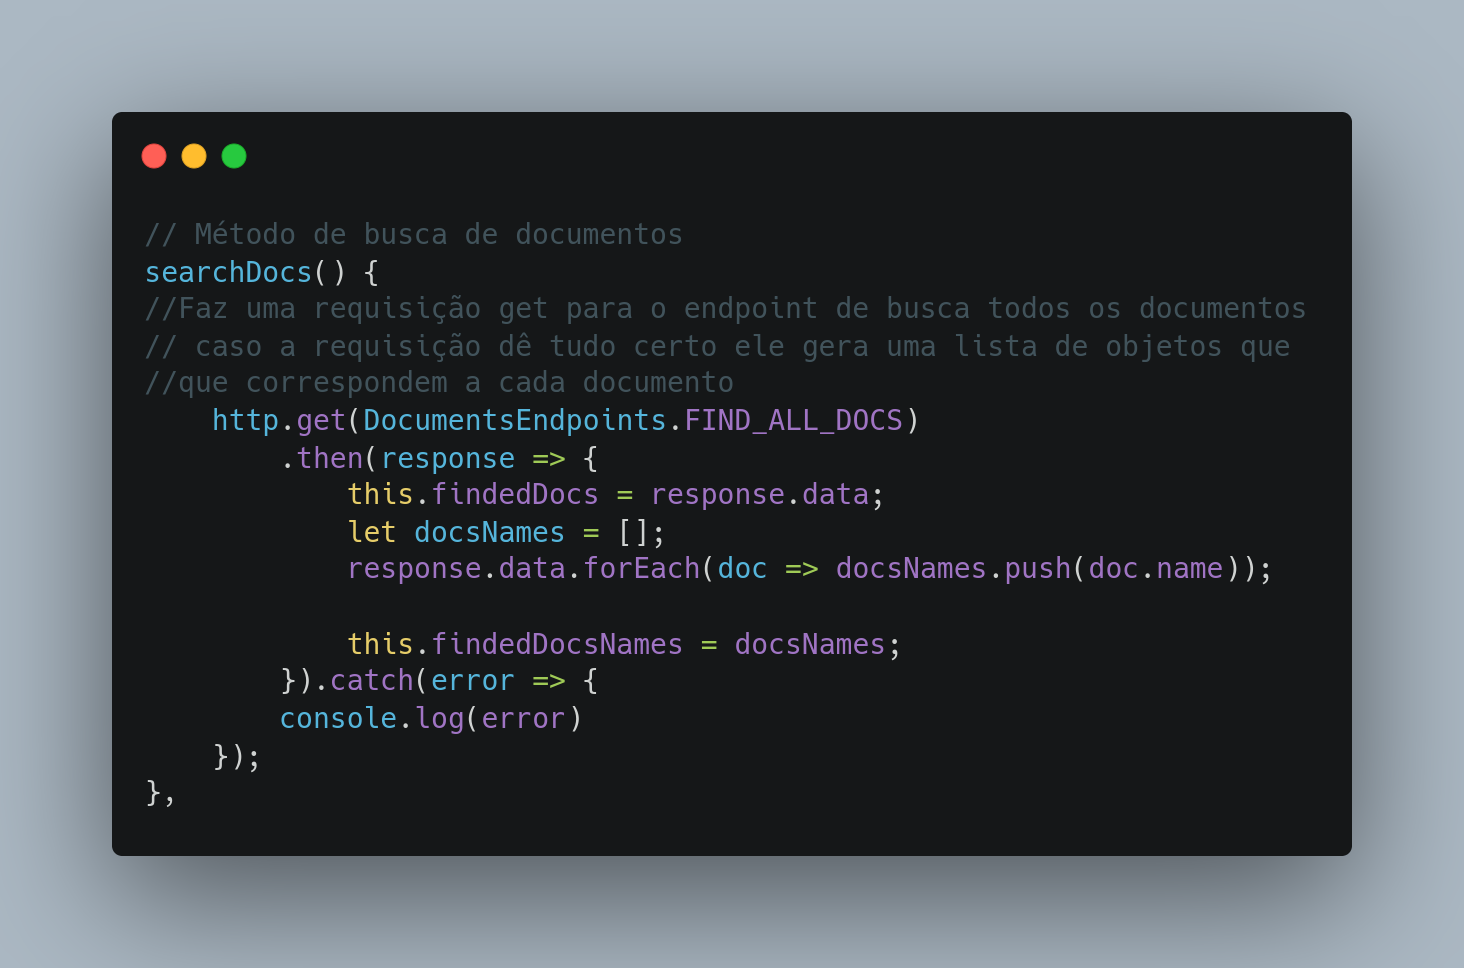 // Método de busca de documentos
searchDocs() {
//Faz uma requisição get para o endpoint de busca todos os documentos
// caso a requisição dê tudo certo ele gera uma lista de objetos que
//que correspondem a cada documento
    http.get(DocumentsEndpoints.FIND_ALL_DOCS)
        .then(response => {
            this.findedDocs = response.data;
            let docsNames = [];
            response.data.forEach(doc => docsNames.push(doc.name));
            this.findedDocsNames = docsNames;
        }).catch(error => {
        console.log(error)
    });
},